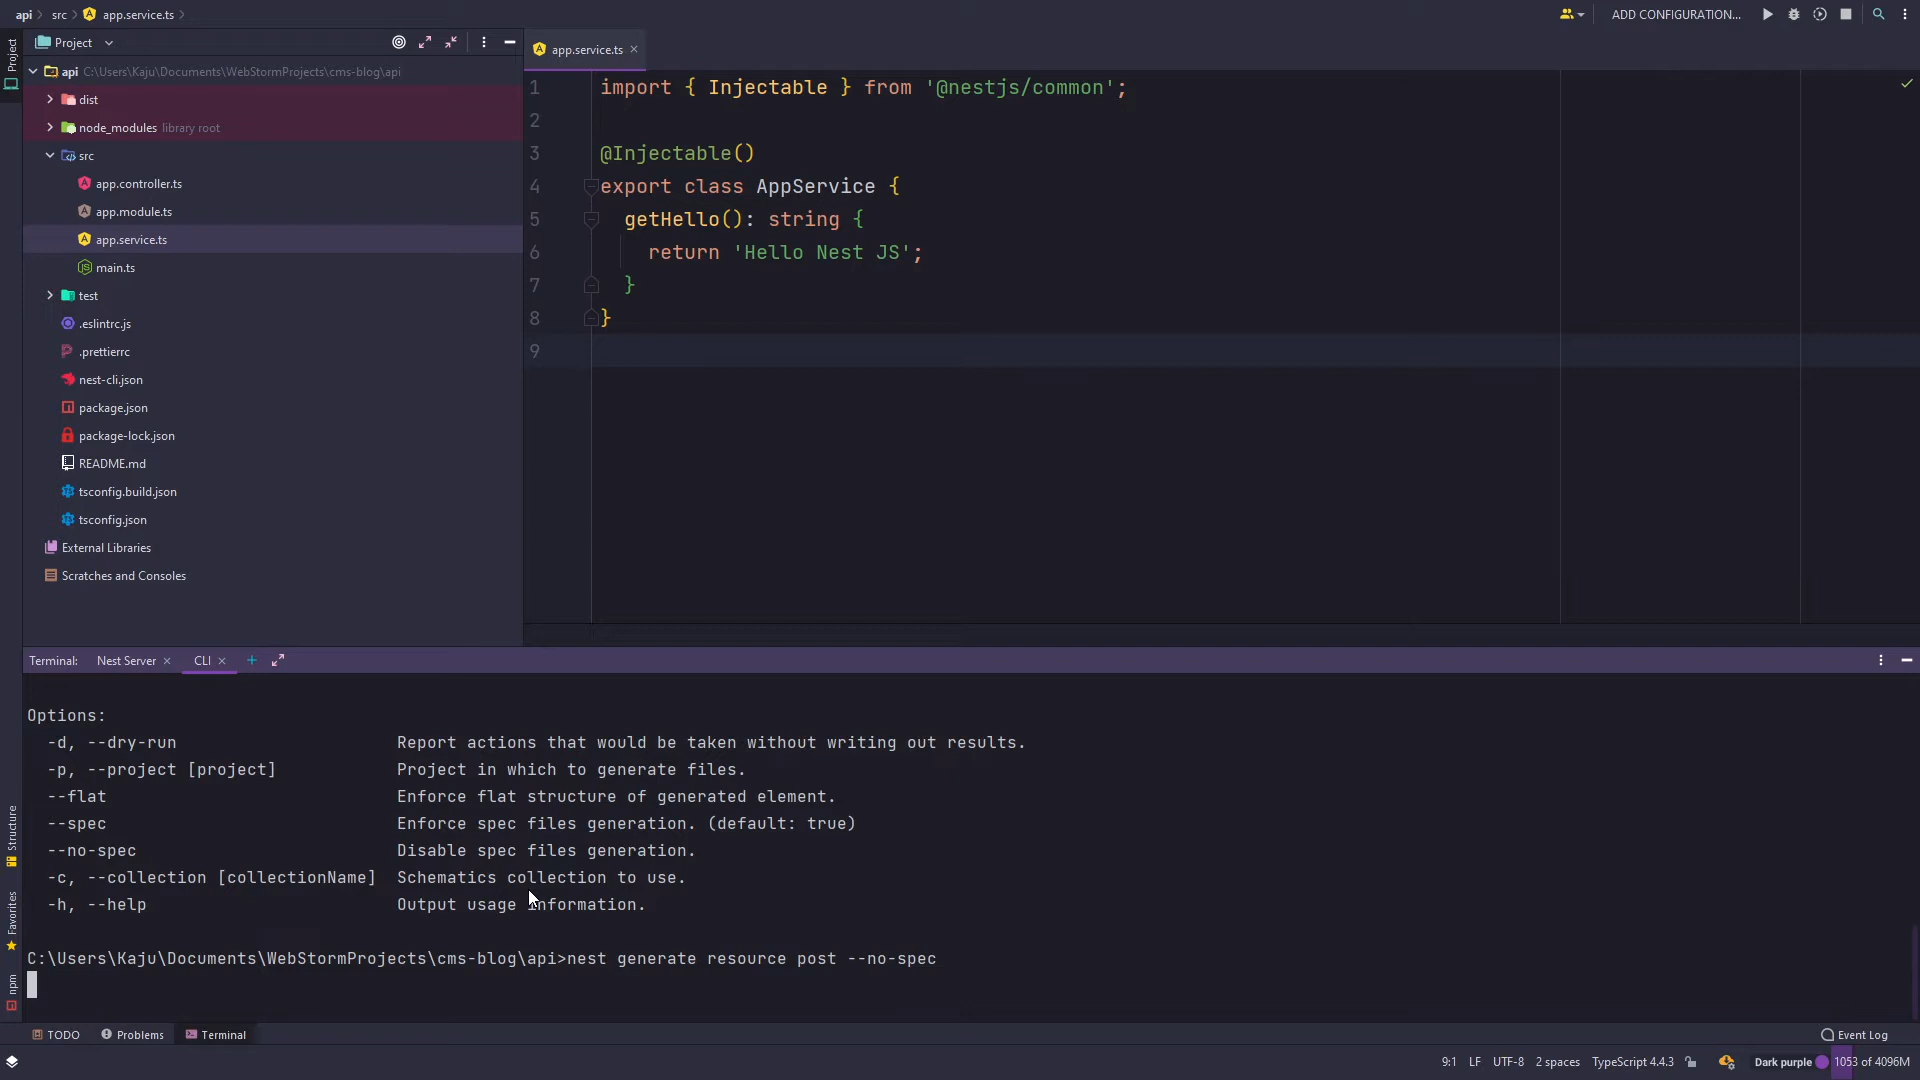 api
src
app.service.ts
ADD CONFIGURATION...
Project
Project
api C:\Users\Kaju\Documents\WebStormProjects\cms-blog\api
dist
node_modules library root
src
app.controller.ts
app.module.ts
app.service.ts
main.ts
test
.eslintrc.js
.prettierrc
nest-cli.json
package.json
package-lock.json
README.md
tsconfig.build.json
tsconfig.json
External Libraries
Scratches and Consoles
app.service.ts
1 import { Injectable } from '@nestjs/common';
2
3 @Injectable()
4 export class AppService {
5 getHello(): string {
6 return 'Hello Nest JS';
7 }
8 }
9
Terminal: Nest Server CLI
Options:
-d, --dry-run Report actions that would be taken without writing out results.
-p, --project [project] Project in which to generate files.
--flat Enforce flat structure of generated element.
--spec Enforce spec files generation. (default: true)
--no-spec Disable spec files generation.
-c, --collection [collectionName] Schematics collection to use.
-h, --help Output usage information.
C:\Users\Kaju\Documents\WebStormProjects\cms-blog\api>nest generate resource post --no-spec
Structure
Favorites
npm
TODO Problems Terminal Event Log
9:1 LF UTF-8 2 spaces TypeScript 4.4.3 Dark purple 1053 of 4096M